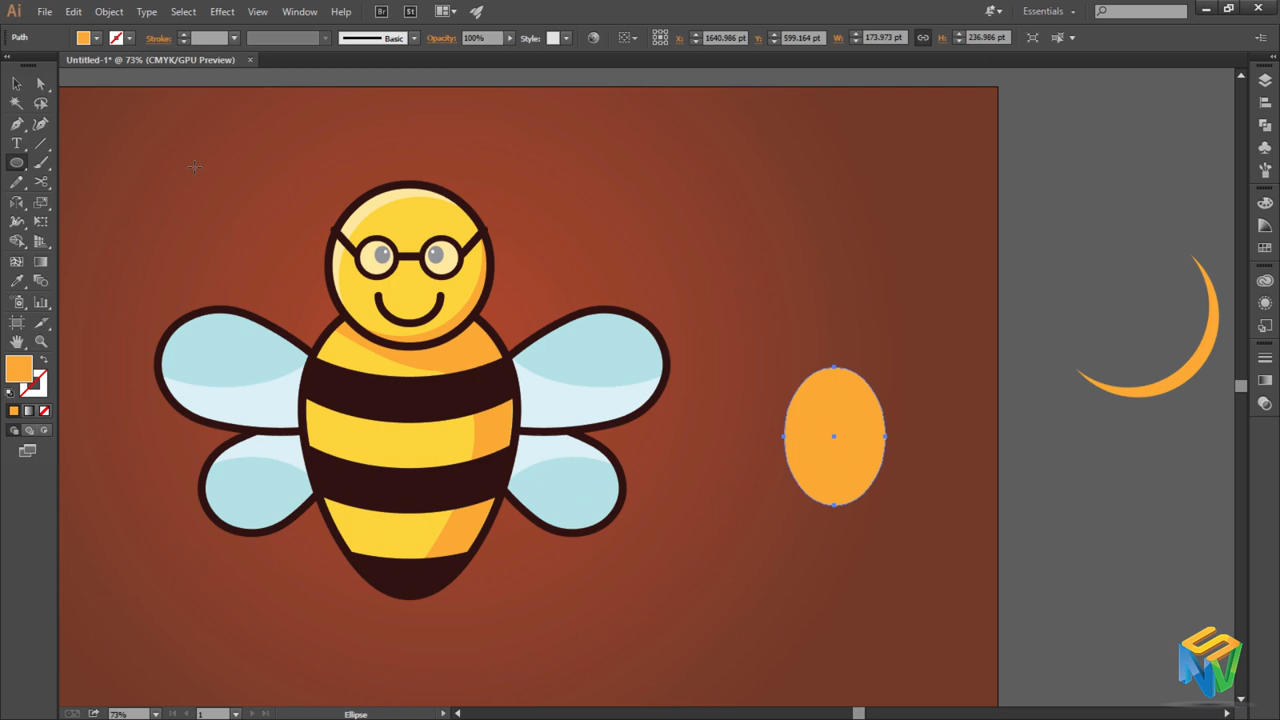 Ai File Edit Object Type Select Effect View Window Help Br St Essentials
Path Stroke: Basic Opacity: 100% Style: X: 1640.986 pt Y: 599.164 pt W: 173.973 pt H: 236.986 pt
Untitled-1* @ 73% (CMYK/GPU Preview) ×
T
73% 1 Ellipse